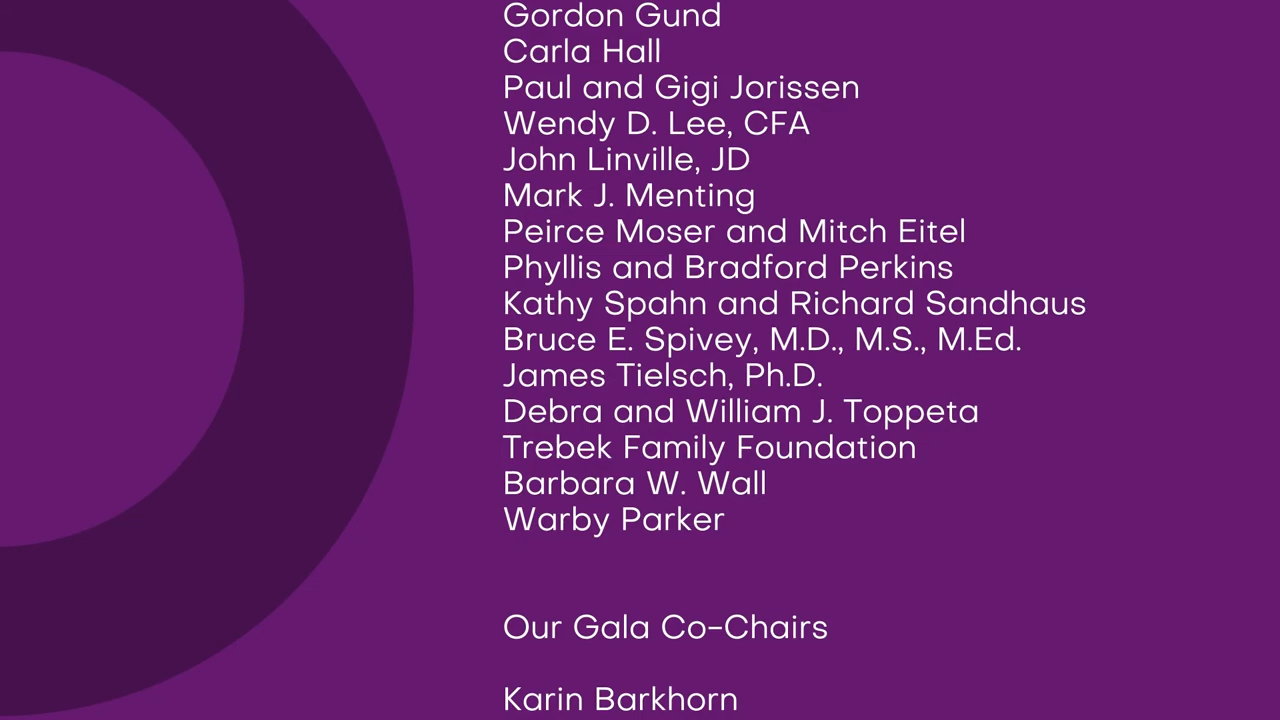 Gordon Gund
Carla Hall
Paul and Gigi Jorissen
Wendy D. Lee, CFA
John Linville, JD
Mark J. Menting
Peirce Moser and Mitch Eitel
Phyllis and Bradford Perkins
Kathy Spahn and Richard Sandhaus
Bruce E. Spivey, M.D., M.S., M.Ed.
James Tielsch, Ph.D.
Debra and William J. Toppeta
Trebek Family Foundation
Barbara W. Wall
Warby Parker
Our Gala Co-Chairs
Karin Barkhorn